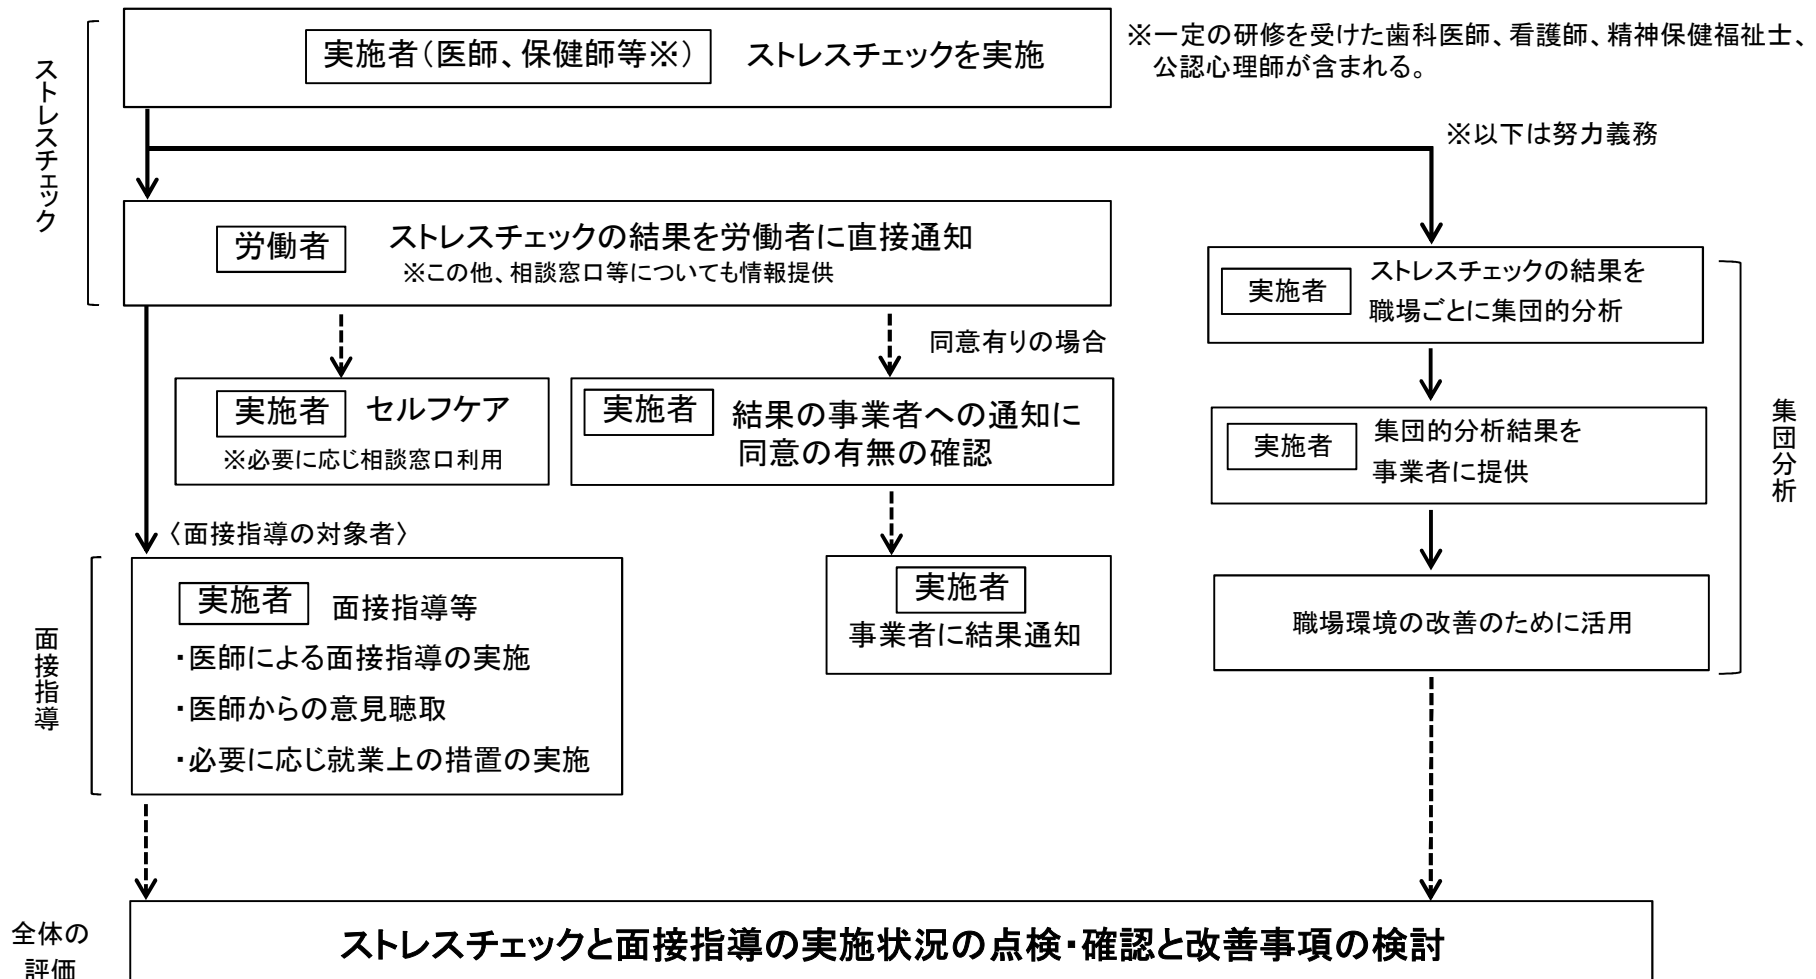 ストレスチェック
実施者(医師、保健師等※) ストレスチェックを実施
※一定の研修を受けた歯科医師、看護師、精神保健福祉士、
公認心理師が含まれる。
※以下は努力義務
労働者 ストレスチェックの結果を労働者に直接通知
※この他、相談窓口等についても情報提供
同意有りの場合
実施者 セルフケア
※必要に応じ相談窓口利用
実施者 結果の事業者への通知に
同意の有無の確認
実施者
事業者に結果通知
〈面接指導の対象者〉
面接指導
実施者 面接指導等
・医師による面接指導の実施
・医師からの意見聴取
・必要に応じ就業上の措置の実施
集団分析
実施者 ストレスチェックの結果を
職場ごとに集団的分析
実施者 集団的分析結果を
事業者に提供
職場環境の改善のために活用
全体の
評価
ストレスチェックと面接指導の実施状況の点検・確認と改善事項の検討